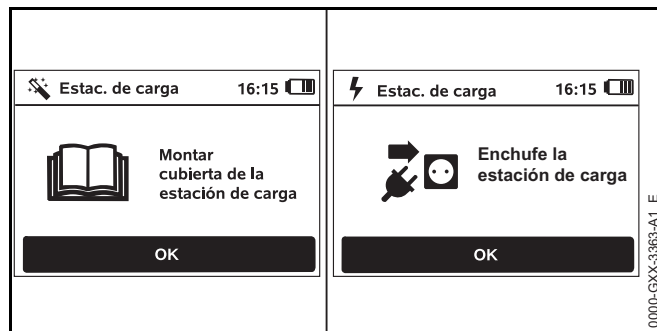 Estac. de carga 16:15
Montar
cubierta de la
estación de carga
OK
Estac. de carga 16:15
Enchufe la
estación de carga
OK
0000-GXX-3363-A1_E